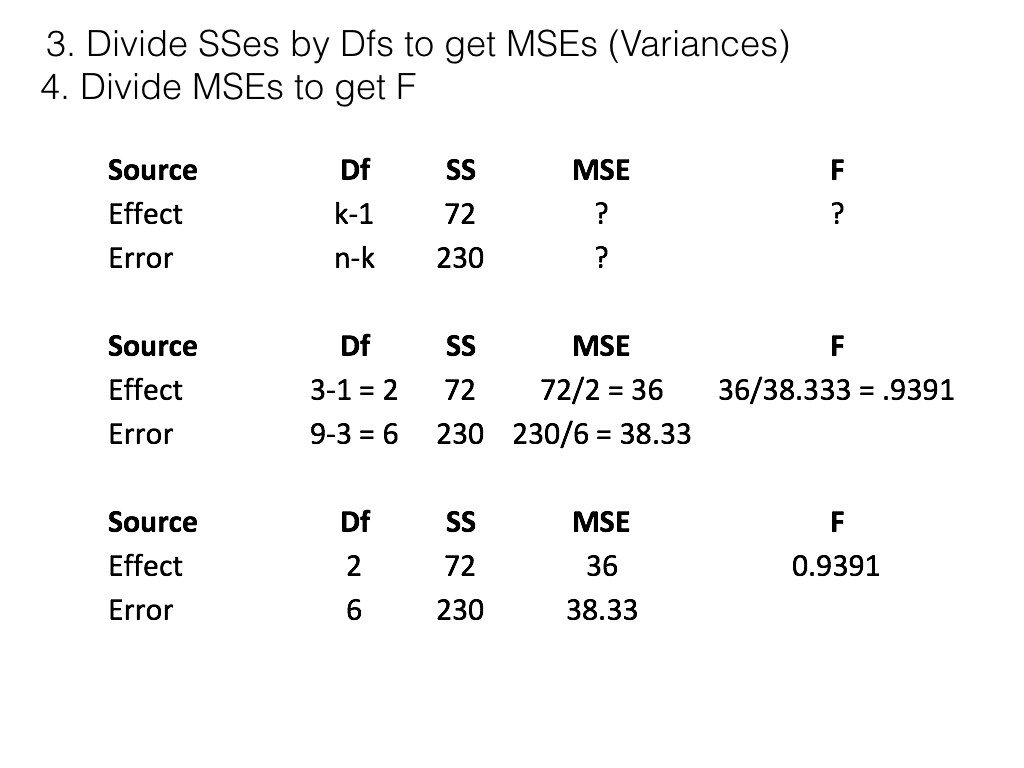 3. Divide SSes by Dfs to get MSEs (Variances)
4. Divide MSEs to get F
Source Df SS MSE F
Effect k-1 72 ? ?
Error n-k 230 ?
Source Df SS MSE F
Effect 3-1 = 2 72 72/2 = 36 36/38.333 = .9391
Error 9-3 = 6 230 230/6 = 38.33
Source Df SS MSE F
Effect 2 72 36 0.9391
Error 6 230 38.33